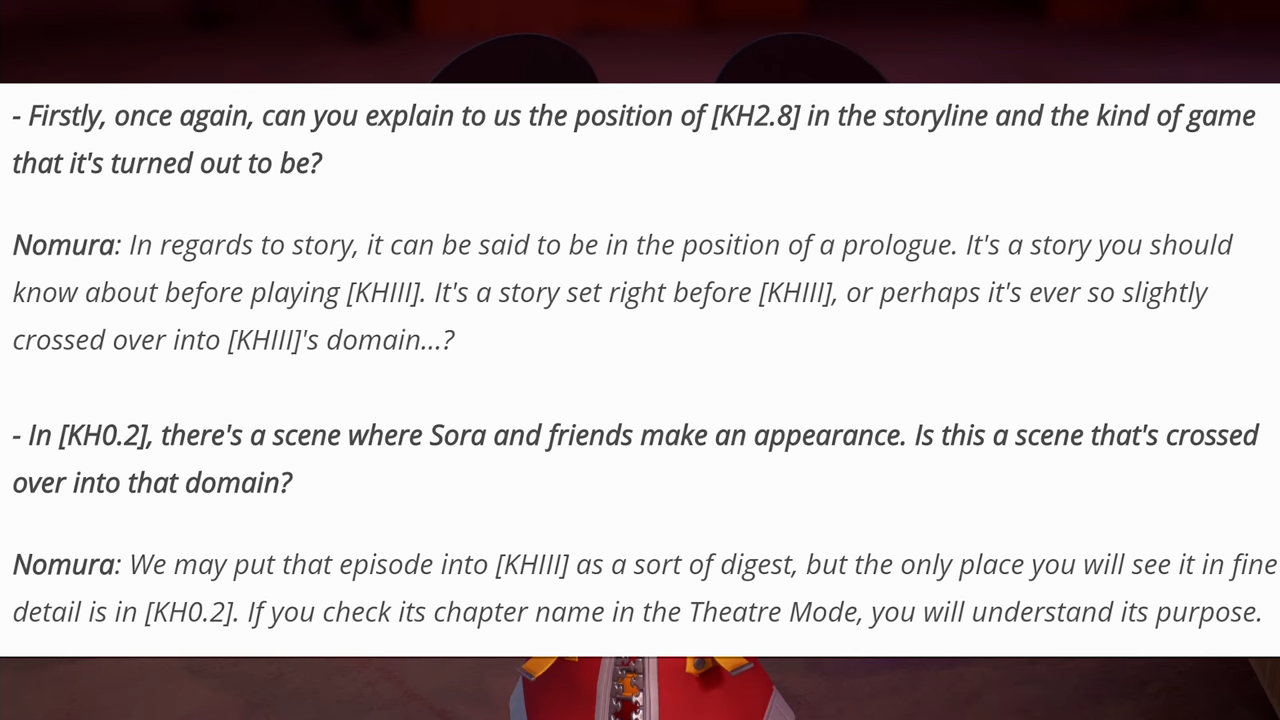 - Firstly, once again, can you explain to us the position of [KH2.8] in the storyline and the kind of game
that it's turned out to be?
Nomura: In regards to story, it can be said to be in the position of a prologue. It's a story you should
know about before playing [KHIII]. It's a story set right before [KHIII], or perhaps it's ever so slightly
crossed over into [KHIII]'s domain...?
- In [KH0.2], there's a scene where Sora and friends make an appearance. Is this a scene that's crossed
over into that domain?
Nomura: We may put that episode into [KHIII] as a sort of digest, but the only place you will see it in fine
detail is in [KH0.2]. If you check its chapter name in the Theatre Mode, you will understand its purpose.